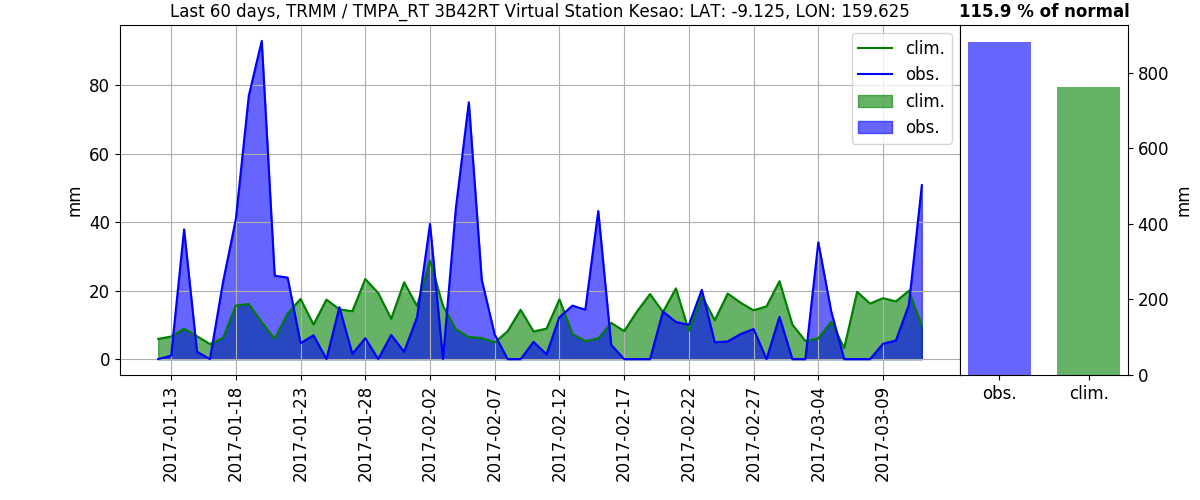 Last 60 days, TRMM / TMPA_RT 3B42RT Virtual Station Kesao: LAT: -9.125, LON: 159.625
115.9 % of normal
clim.
obs.
clim.
obs.
80
60
40
20
0
mm
2017-01-13
2017-01-18
2017-01-23
2017-01-28
2017-02-02
2017-02-07
2017-02-12
2017-02-17
2017-02-22
2017-02-27
2017-03-04
2017-03-09
800
600
400
200
0
mm
obs.
clim.